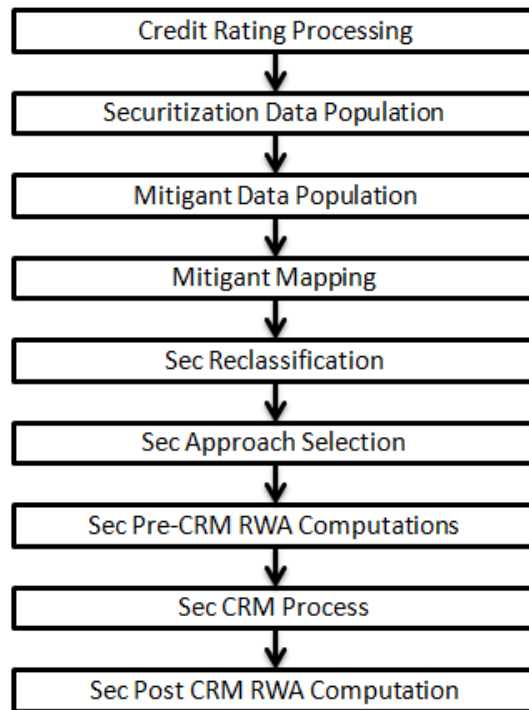 Credit Rating Processing
Securitization Data Population
Mitigant Data Population
Mitigant Mapping
Sec Reclassification
Sec Approach Selection
Sec Pre-CRM RWA Computations
Sec CRM Process
Sec Post CRM RWA Computation